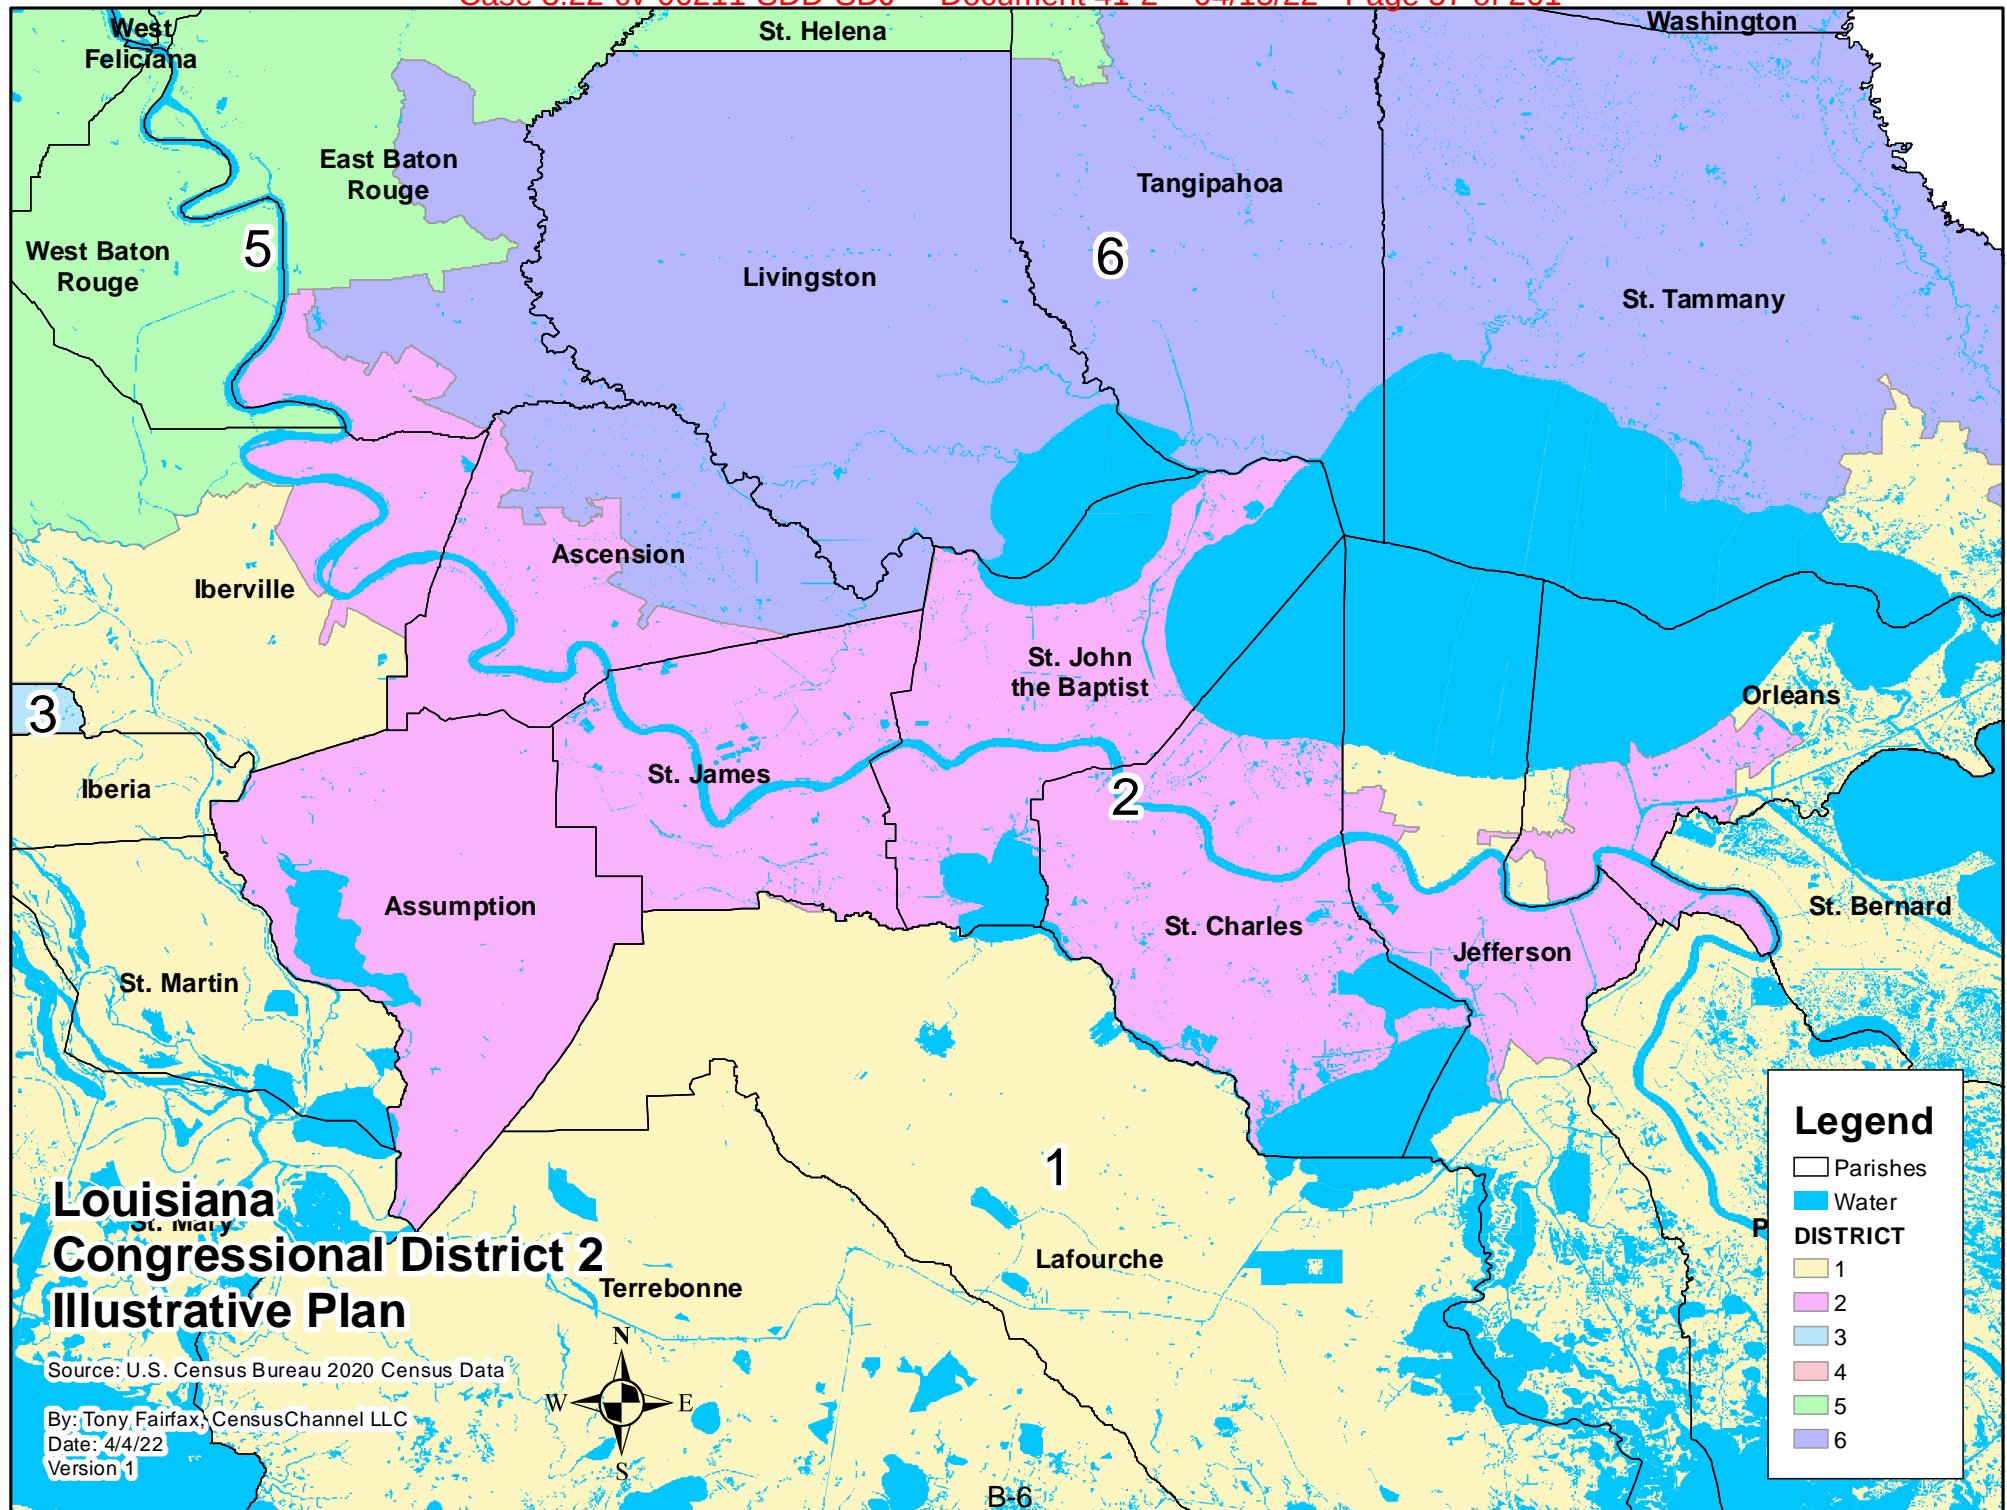 West
Feliciana
St. Helena
Washington
East Baton
Rouge
Tangipahoa
West Baton
Rouge
5
6
Livingston
St. Tammany
Ascension
Iberville
St. John
the Baptist
Orleans
3
St. James
Iberia
2
Assumption
St. Charles
St. Bernard
Jefferson
St. Martin
1
Lafourche
St. Mary
Terrebonne
Louisiana
Congressional District 2
Illustrative Plan
Source: U.S. Census Bureau 2020 Census Data
By: Tony Fairfax, CensusChannel LLC
Date: 4/4/22
Version 1
N
W E
S
B-6
Legend
Parishes
Water
DISTRICT
1
2
3
4
5
6